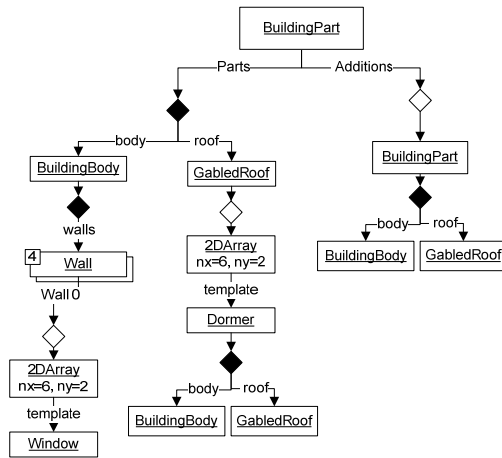 BuildingPart
Parts
Additions
body
roof
BuildingBody
GabledRoof
BuildingPart
walls
body
roof
4
Wall
2DArray
nx=6, ny=2
BuildingBody
GabledRoof
Wall 0
template
Dormer
2DArray
nx=6, ny=2
template
body
roof
Window
BuildingBody
GabledRoof